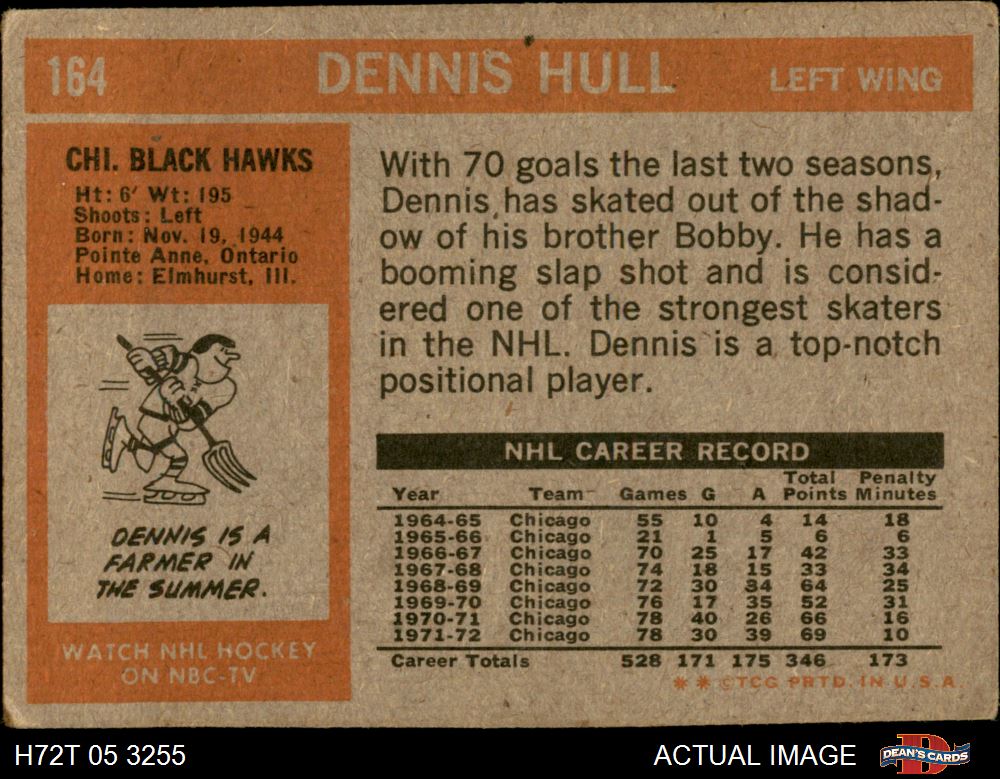 164 DENNIS HULL LEFT WING
CHI. BLACK HAWKS
Ht: 6' Wt: 195
Shoots: Left
Born: Nov. 19, 1944
Pointe Anne, Ontario
Home: Elmhurst, Ill.
DENNIS IS A
FARMER IN
THE SUMMER.
WATCH NHL HOCKEY
ON NBC-TV
With 70 goals the last two seasons,
Dennis has skated out of the shad-
ow of his brother Bobby. He has a
booming slap shot and is consid-
ered one of the strongest skaters
in the NHL. Dennis is a top-notch
positional player.
NHL CAREER RECORD
Total Penalty
Year Team Games G A Points Minutes
1964-65 Chicago 55 10 4 14 18
1965-66 Chicago 21 1 5 6 6
1966-67 Chicago 70 25 17 42 33
1967-68 Chicago 74 18 15 33 34
1968-69 Chicago 72 30 34 64 25
1969-70 Chicago 76 17 35 52 31
1970-71 Chicago 78 40 26 66 16
1971-72 Chicago 78 30 39 69 10
Career Totals 528 171 175 346 173
* * ©TCG PRTD. IN U.S.A.
H72T 05 3255 ACTUAL IMAGE DEAN'S CARDS